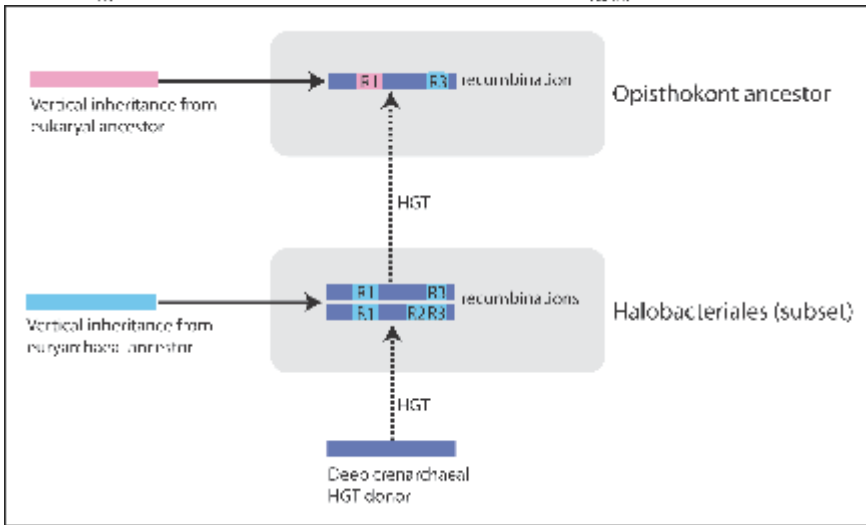 R1
R3
recombination
Opisthokont ancestor
Vertical inheritance from
eukaryal ancestor
HGT
R1
R3
R1
R2 R3
recombinations
Halobacteriales (subset)
Vertical inheritance from
euryarchaeal ancestor
HGT
Deep crenarchaeal
HGT donor